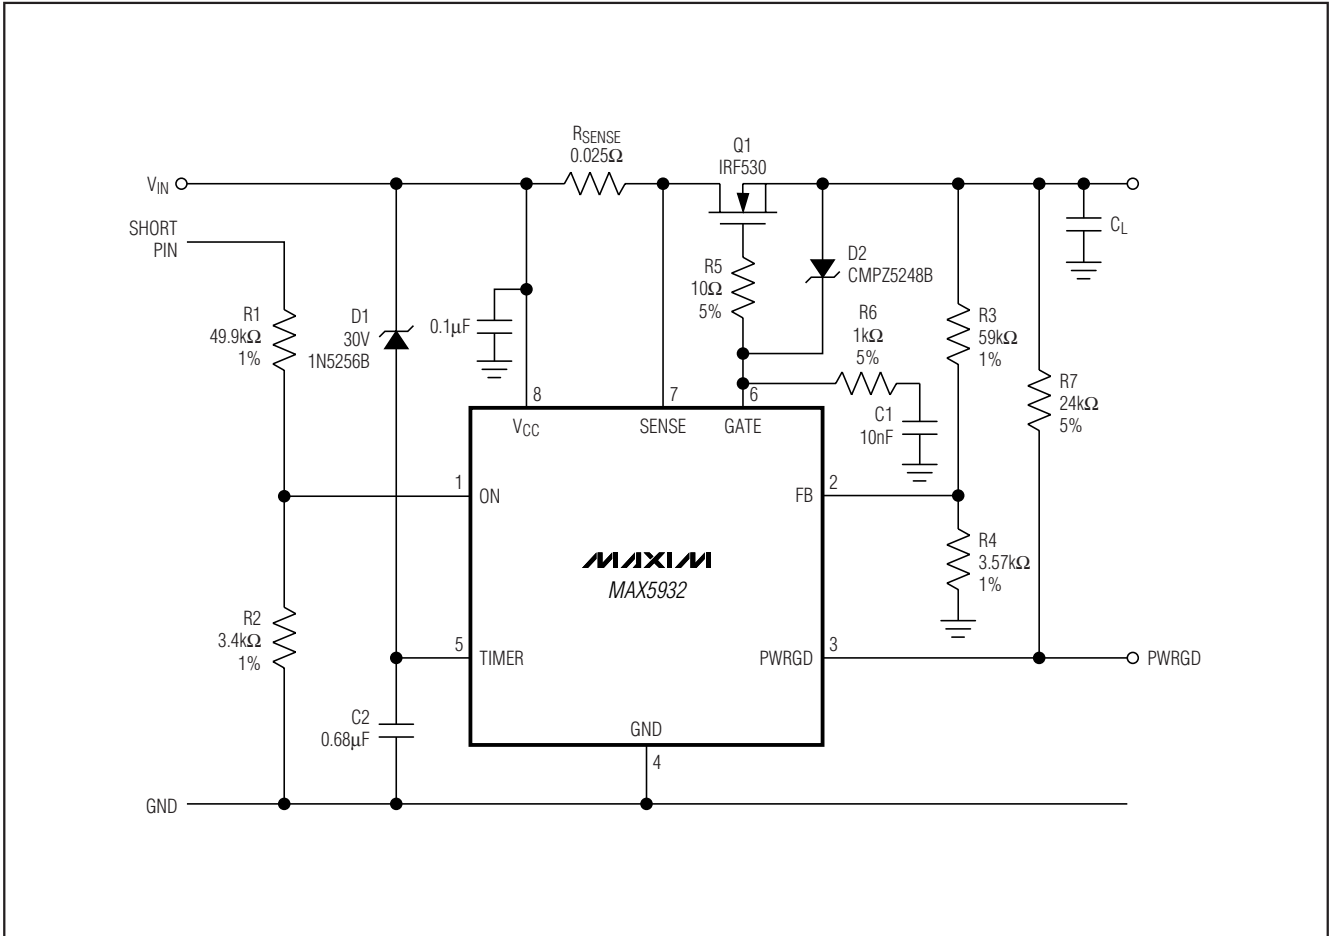 RSENSE
0.025Ω
Q1
IRF530
VIN
SHORT
PIN
CL
D2
CMPZ5248B
R5
10Ω
5%
R1
49.9kΩ
1%
D1
30V
1N5256B
0.1μF
R6
1kΩ
5%
R3
59kΩ
1%
R7
24kΩ
5%
8
7
6
VCC
SENSE
GATE
C1
10nF
1
ON
2
FB
MAXIM
MAX5932
R4
3.57kΩ
1%
R2
3.4kΩ
1%
5
TIMER
3
PWRGD
PWRGD
C2
0.68μF
GND
4
GND